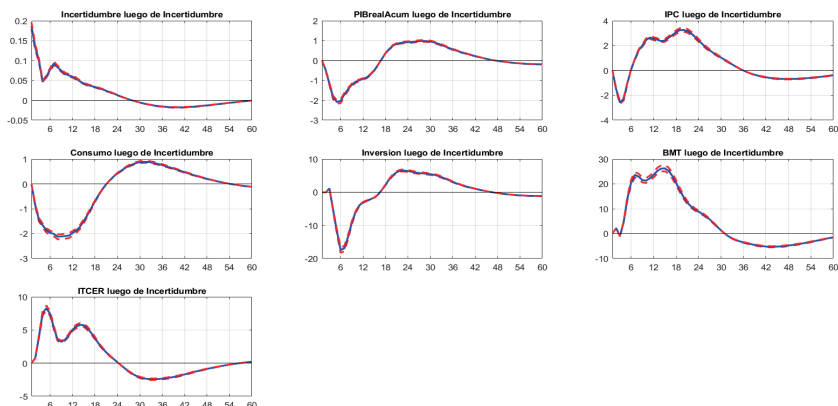 Incertidumbre luego de Incertidumbre
0.2
0.15
0.1
0.05
0
-0.05
6 12 18 24 30 36 42 48 54 60
PIBrealAcum luego de Incertidumbre
2
1
0
-1
-2
-3
6 12 18 24 30 36 42 48 54 60
IPC luego de Incertidumbre
4
2
0
-2
-4
6 12 18 24 30 36 42 48 54 60
Consumo luego de Incertidumbre
1
0
-1
-2
-3
6 12 18 24 30 36 42 48 54 60
Inversion luego de Incertidumbre
10
0
-10
-20
6 12 18 24 30 36 42 48 54 60
BMT luego de Incertidumbre
30
20
10
0
-10
6 12 18 24 30 36 42 48 54 60
ITCER luego de Incertidumbre
10
5
0
-5
6 12 18 24 30 36 42 48 54 60